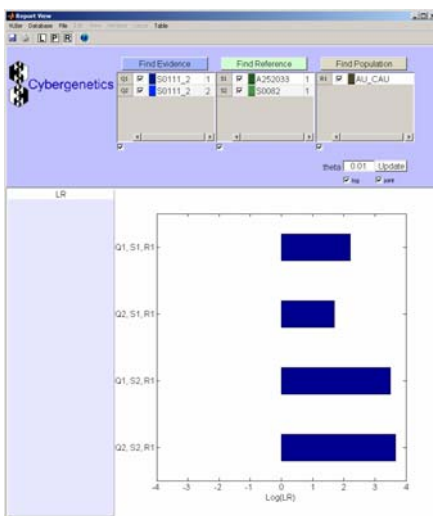 Report View
File
Table
L P R
Cybergenetics
Find Evidence Find Reference Find Population
Q1 S0111_2 1 S1 A252033 1 R1 AU_CAU
Q2 S0111_2 2 S2 S0082 1
theta 0.01 Update
log joint
LR
Q1, S1, R1
Q2, S1, R1
Q1, S2, R1
Q2, S2, R1
-4 -3 -2 -1 0 1 2 3 4
Log(LR)